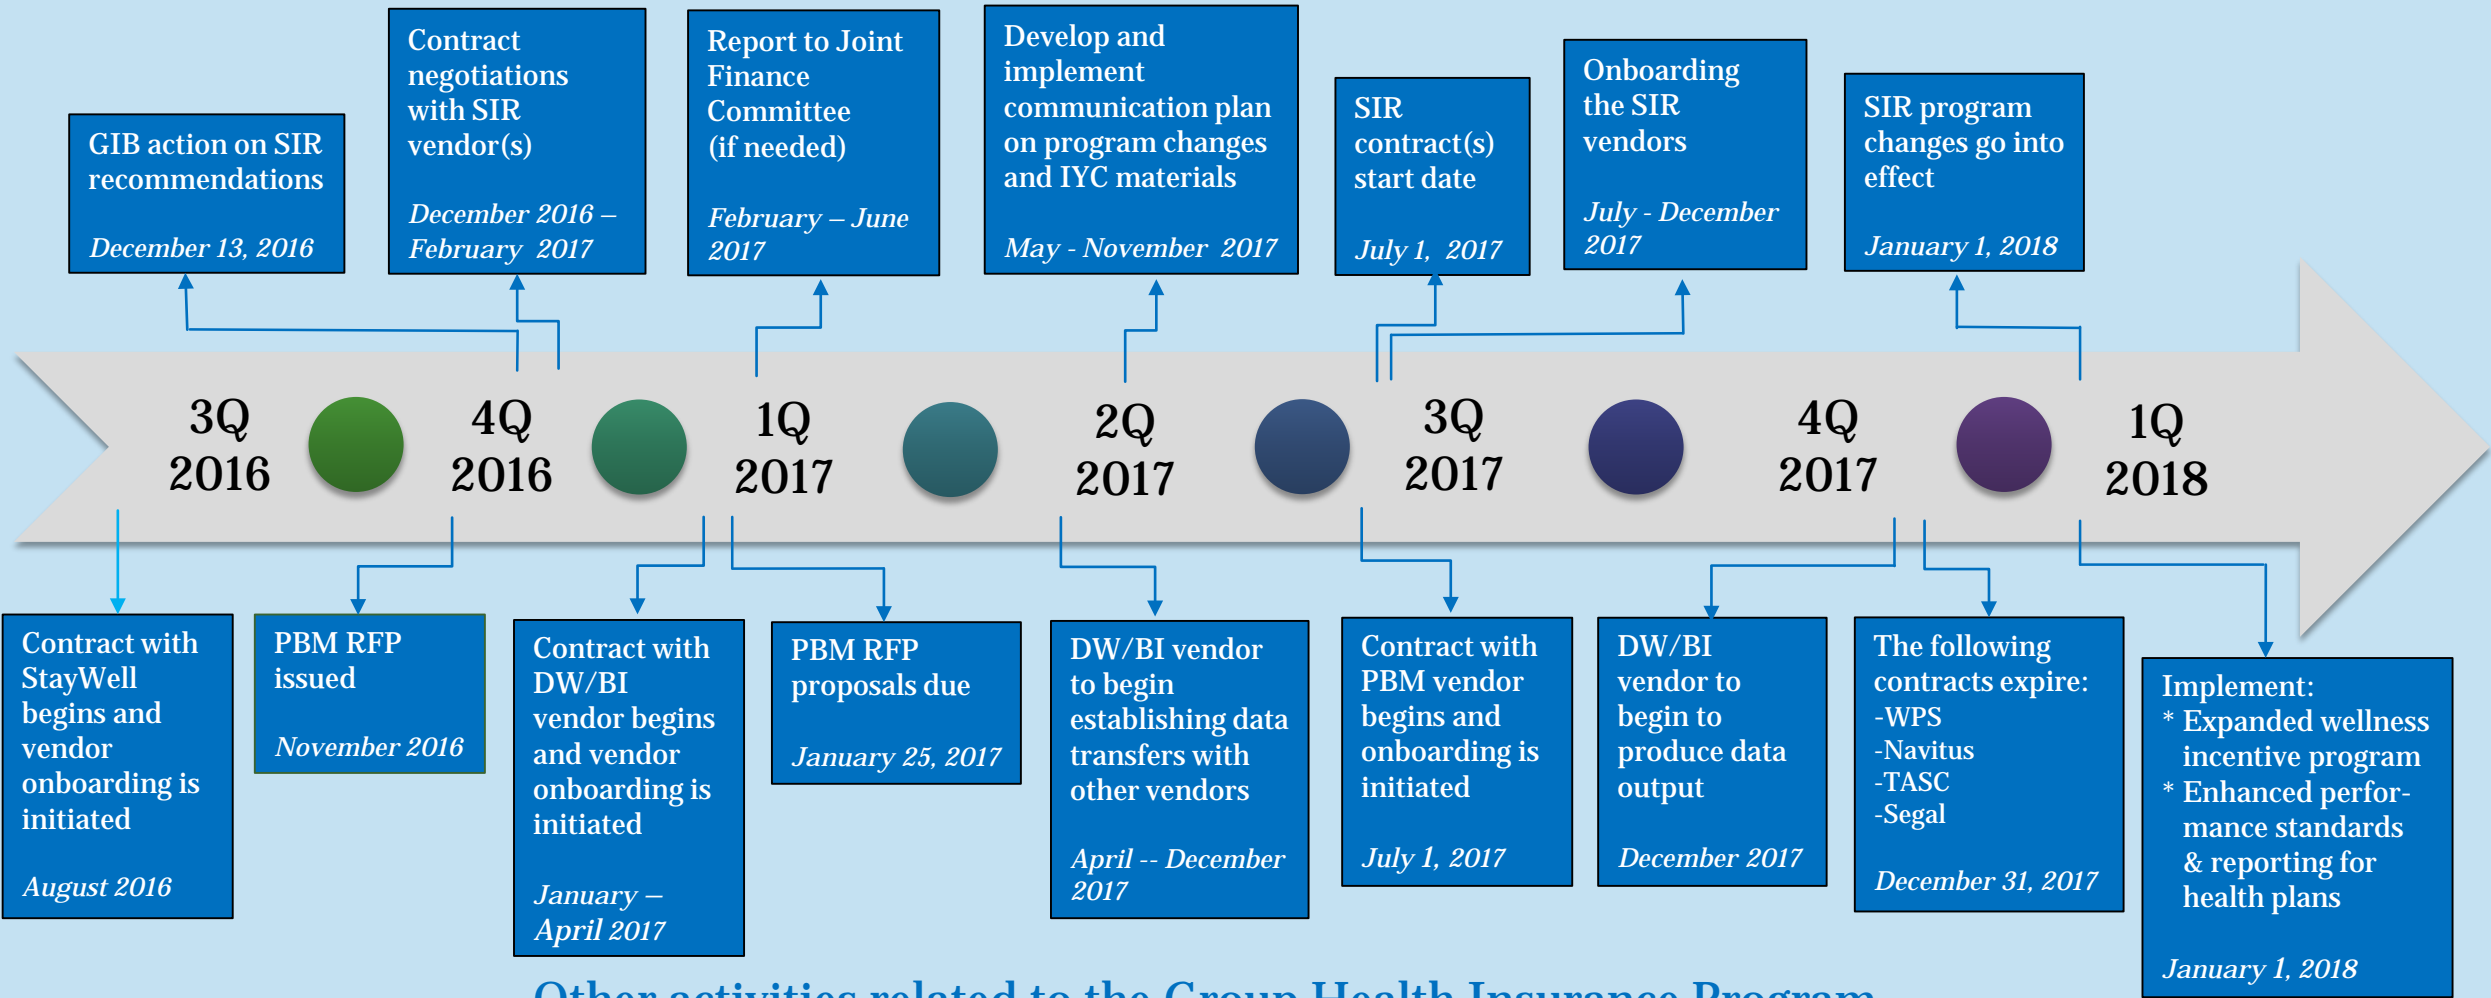 GIB action on SIR
recommendations
December 13, 2016
Contract
negotiations
with SIR
vendor(s)
December 2016 –
February 2017
Report to Joint
Finance
Committee
(if needed)
February – June
2017
Develop and
implement
communication plan
on program changes
and IYC materials
May - November 2017
SIR
contract(s)
start date
July 1, 2017
Onboarding
the SIR
vendors
July - December
2017
SIR program
changes go into
effect
January 1, 2018
3Q
2016
4Q
2016
1Q
2017
2Q
2017
3Q
2017
4Q
2017
1Q
2018
Contract with
StayWell
begins and
vendor
onboarding is
initiated
August 2016
PBM RFP
issued
November 2016
Contract with
DW/BI
vendor begins
and vendor
onboarding is
initiated
January –
April 2017
PBM RFP
proposals due
January 25, 2017
DW/BI vendor
to begin
establishing data
transfers with
other vendors
April -- December
2017
Contract with
PBM vendor
begins and
onboarding is
initiated
July 1, 2017
DW/BI
vendor to
begin to
produce data
output
December 2017
The following
contracts expire:
-WPS
-Navitus
-TASC
-Segal
December 31, 2017
Implement:
* Expanded wellness
incentive program
* Enhanced perfor-
mance standards
& reporting for
health plans
January 1, 2018
Other activities related to the Group Health Insurance Program